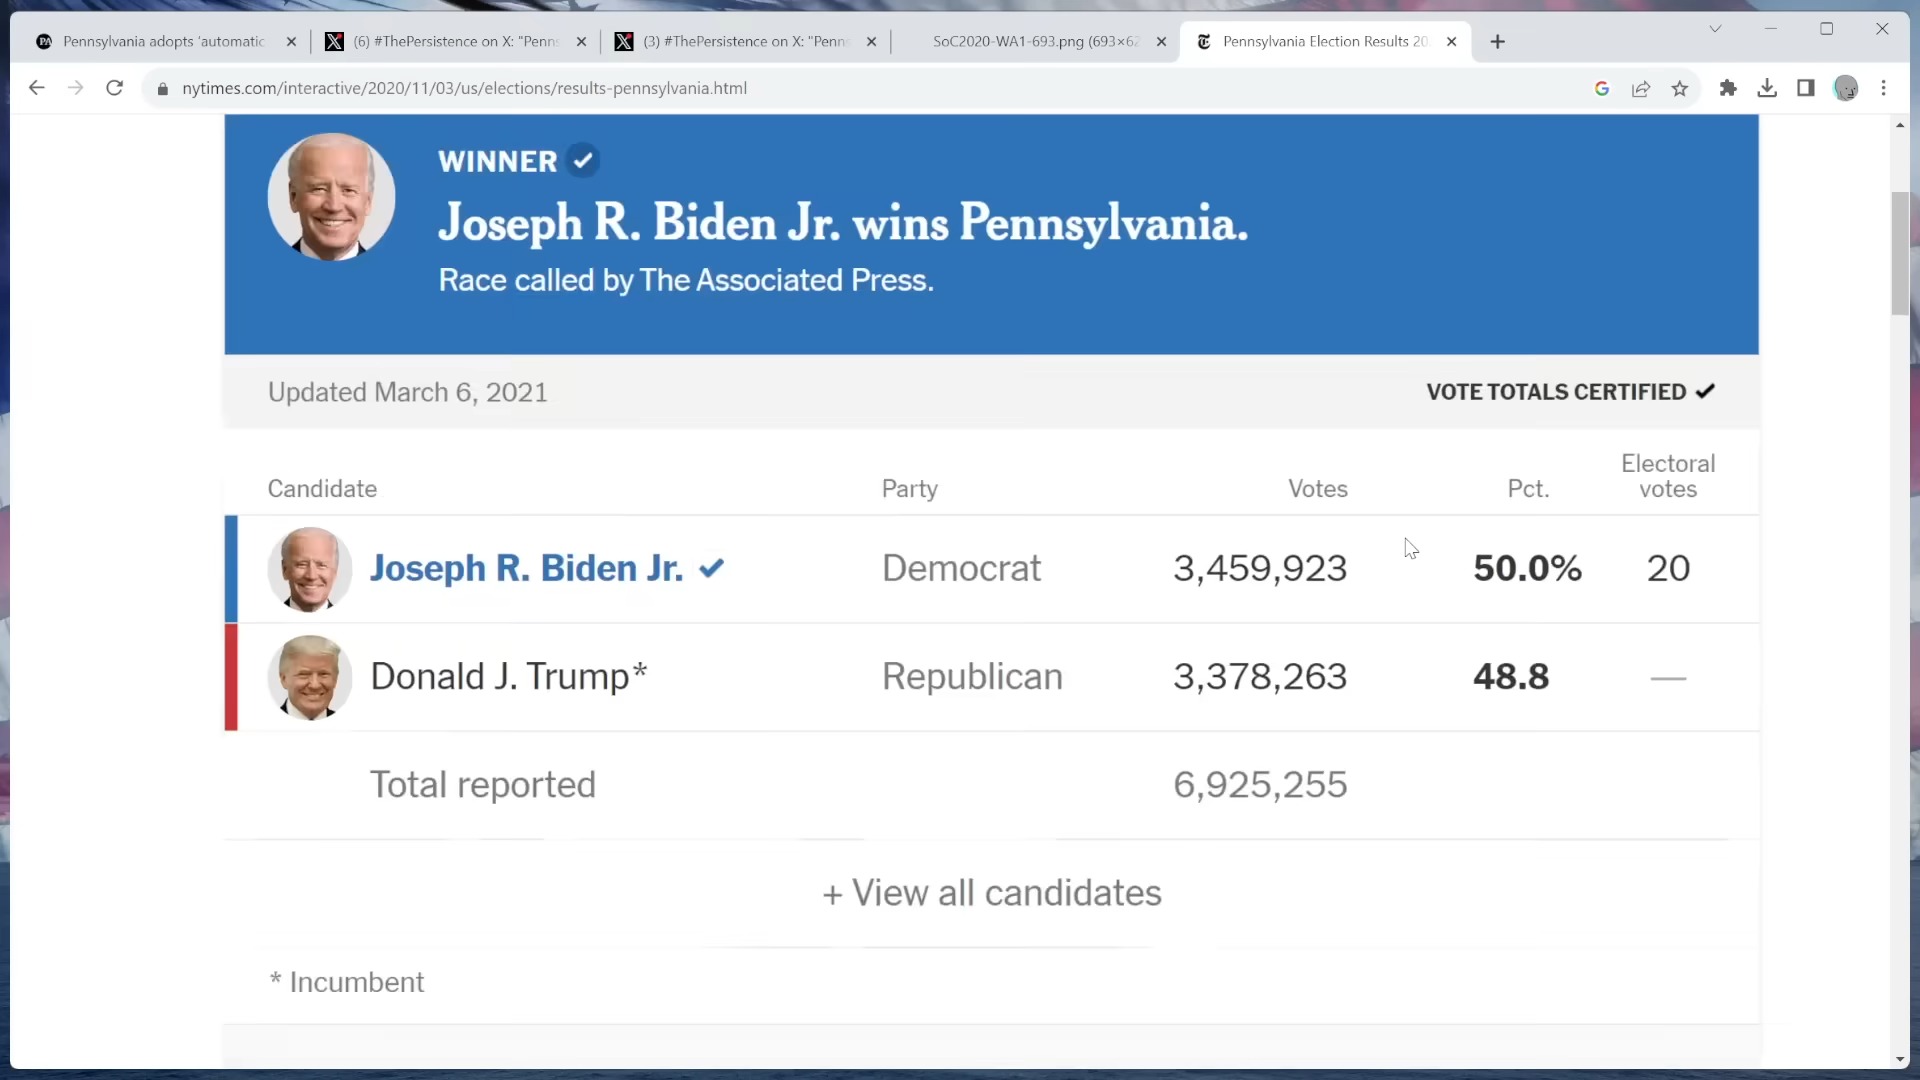 Pennsylvania adopts 'automatic
(6) #ThePersistence on X: "Penns
(3) #ThePersistence on X: "Penn
SoC2020-WA1-693.png (693×62
Pennsylvania Election Results 20
nytimes.com/interactive/2020/11/03/us/elections/results-pennsylvania.html
WINNER
Joseph R. Biden Jr. wins Pennsylvania.
Race called by The Associated Press.
Updated March 6, 2021
VOTE TOTALS CERTIFIED
Candidate Party Votes Pct. Electoral votes
Joseph R. Biden Jr. Democrat 3,459,923 50.0% 20
Donald J. Trump* Republican 3,378,263 48.8 —
Total reported 6,925,255
+ View all candidates
* Incumbent